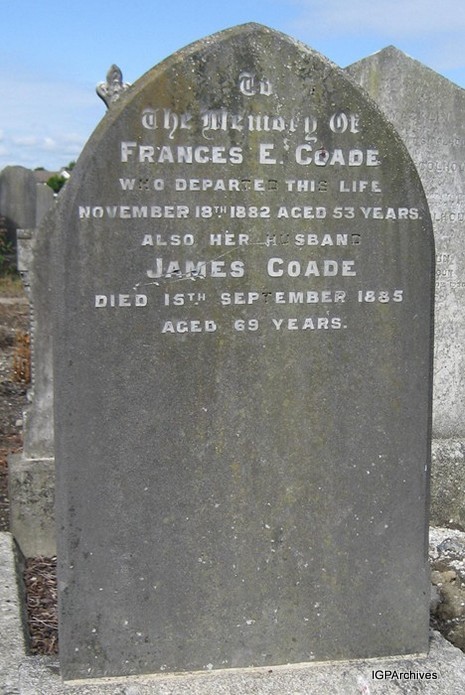 To
The Memory Of
FRANCES E. COADE
WHO DEPARTED THIS LIFE
NOVEMBER 18TH 1882 AGED 53 YEARS.
ALSO HER HUSBAND
JAMES COADE
DIED 15TH SEPTEMBER 1885
AGED 69 YEARS.
IGPArchives